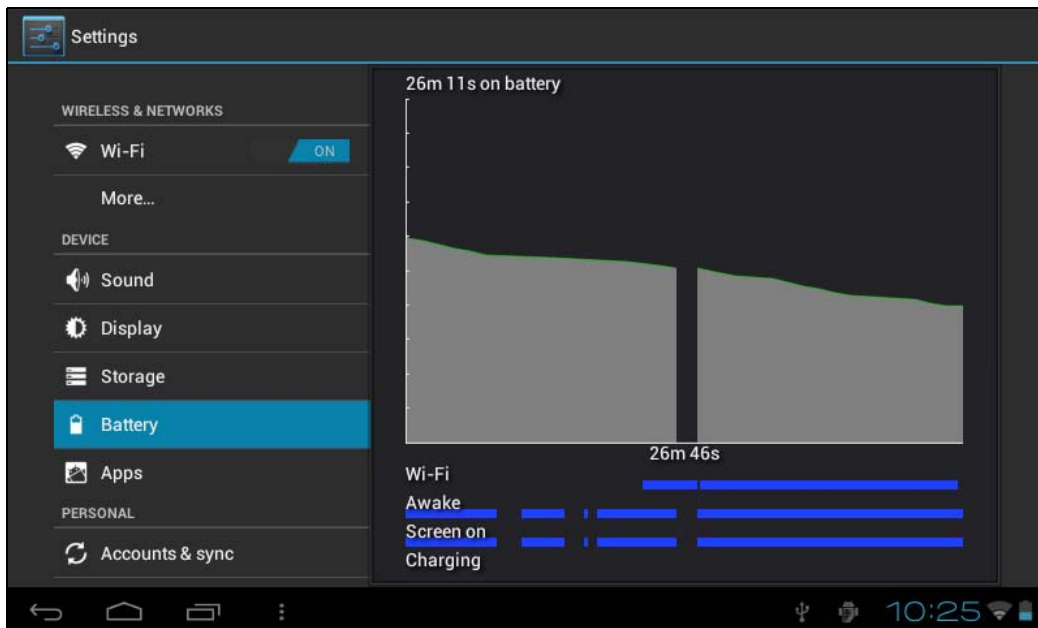 Settings
WIRELESS & NETWORKS
Wi-Fi
ON
More...
DEVICE
Sound
Display
Storage
Battery
Apps
PERSONAL
Accounts & sync
26m 11s on battery
26m 46s
Wi-Fi
Awake
Screen on
Charging
10:25